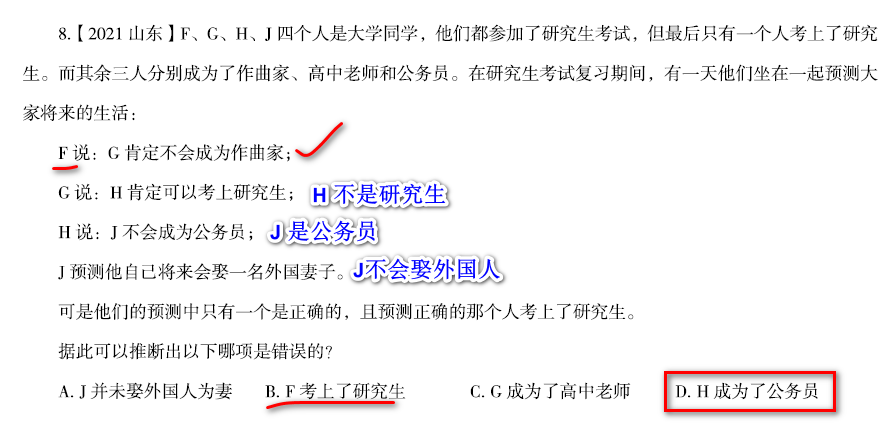 8.【2021 山东】F、G、H、J 四个人是大学同学，他们都参加了研究生考试，但最后只有一个人考上了研究
生。而其余三人分别成为了作曲家、高中老师和公务员。在研究生考试复习期间，有一天他们坐在一起预测大
家将来的生活：
F 说：G 肯定不会成为作曲家；
G 说：H 肯定可以考上研究生； H 不是研究生
H 说：J 不会成为公务员； J 是公务员
J 预测他自己将来会娶一名外国妻子。 J不会娶外国人
可是他们的预测中只有一个是正确的，且预测正确的那个人考上了研究生。
据此可以推断出以下哪项是错误的？
A. J 并未娶外国人为妻 B. F 考上了研究生 C. G 成为了高中老师 D. H 成为了公务员